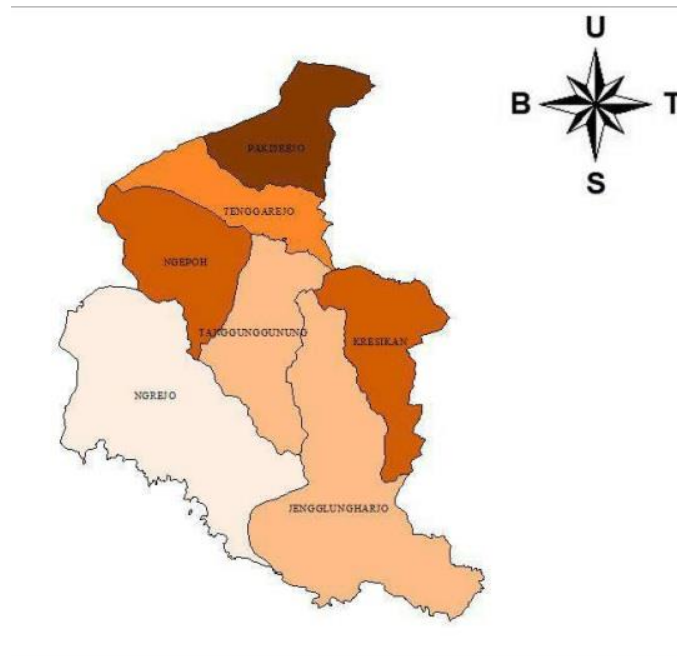 U
B T
S
PAKISREJO
TENGGAREJO
NGEPOH
TANGGUNGGUNUNG
KRESIKAN
NGREJO
JENGGLUNGHARJO